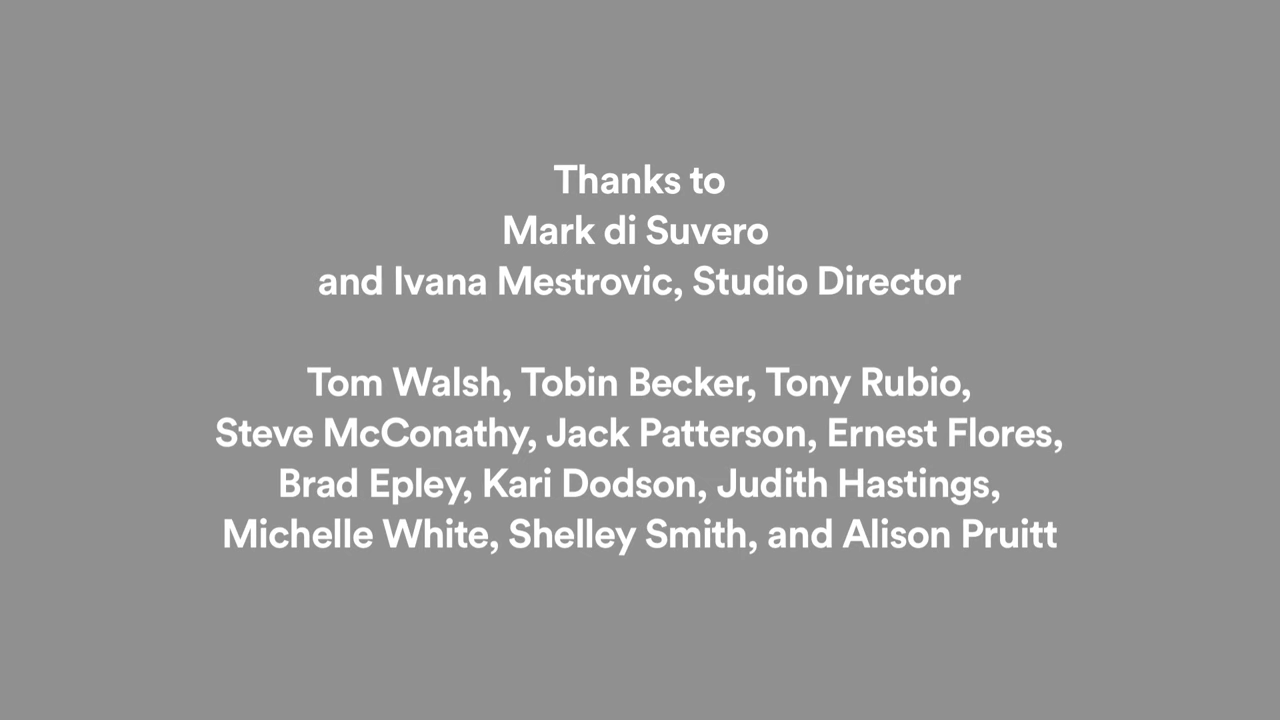 Thanks to
Mark di Suvero
and Ivana Mestrovic, Studio Director
Tom Walsh, Tobin Becker, Tony Rubio,
Steve McConathy, Jack Patterson, Ernest Flores,
Brad Epley, Kari Dodson, Judith Hastings,
Michelle White, Shelley Smith, and Alison Pruitt